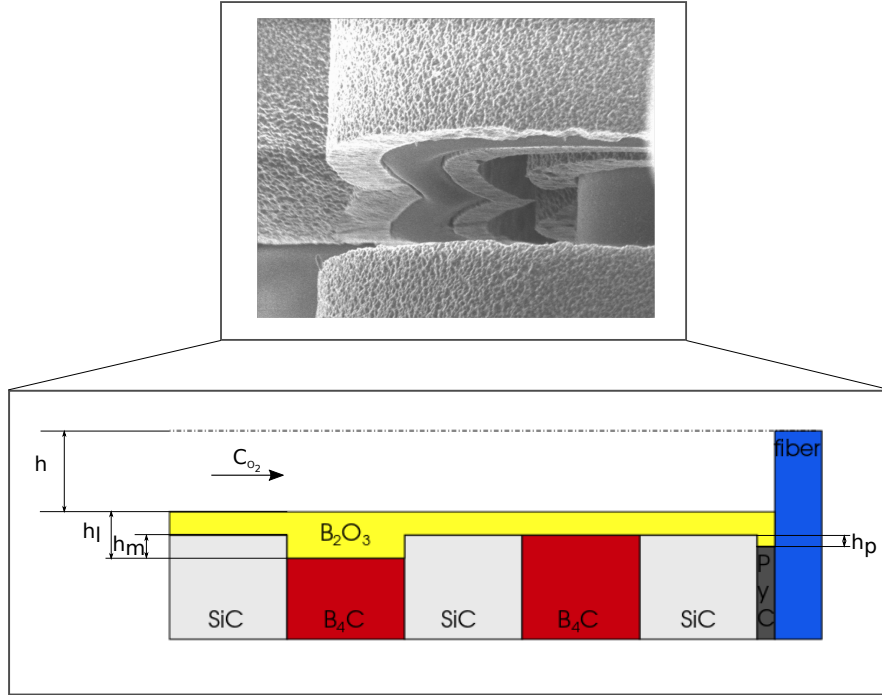 h
C_O₂
fiber
h_l
h_m
B₂O₃
h_p
SiC
B₄C
SiC
B₄C
SiC
P
y
C